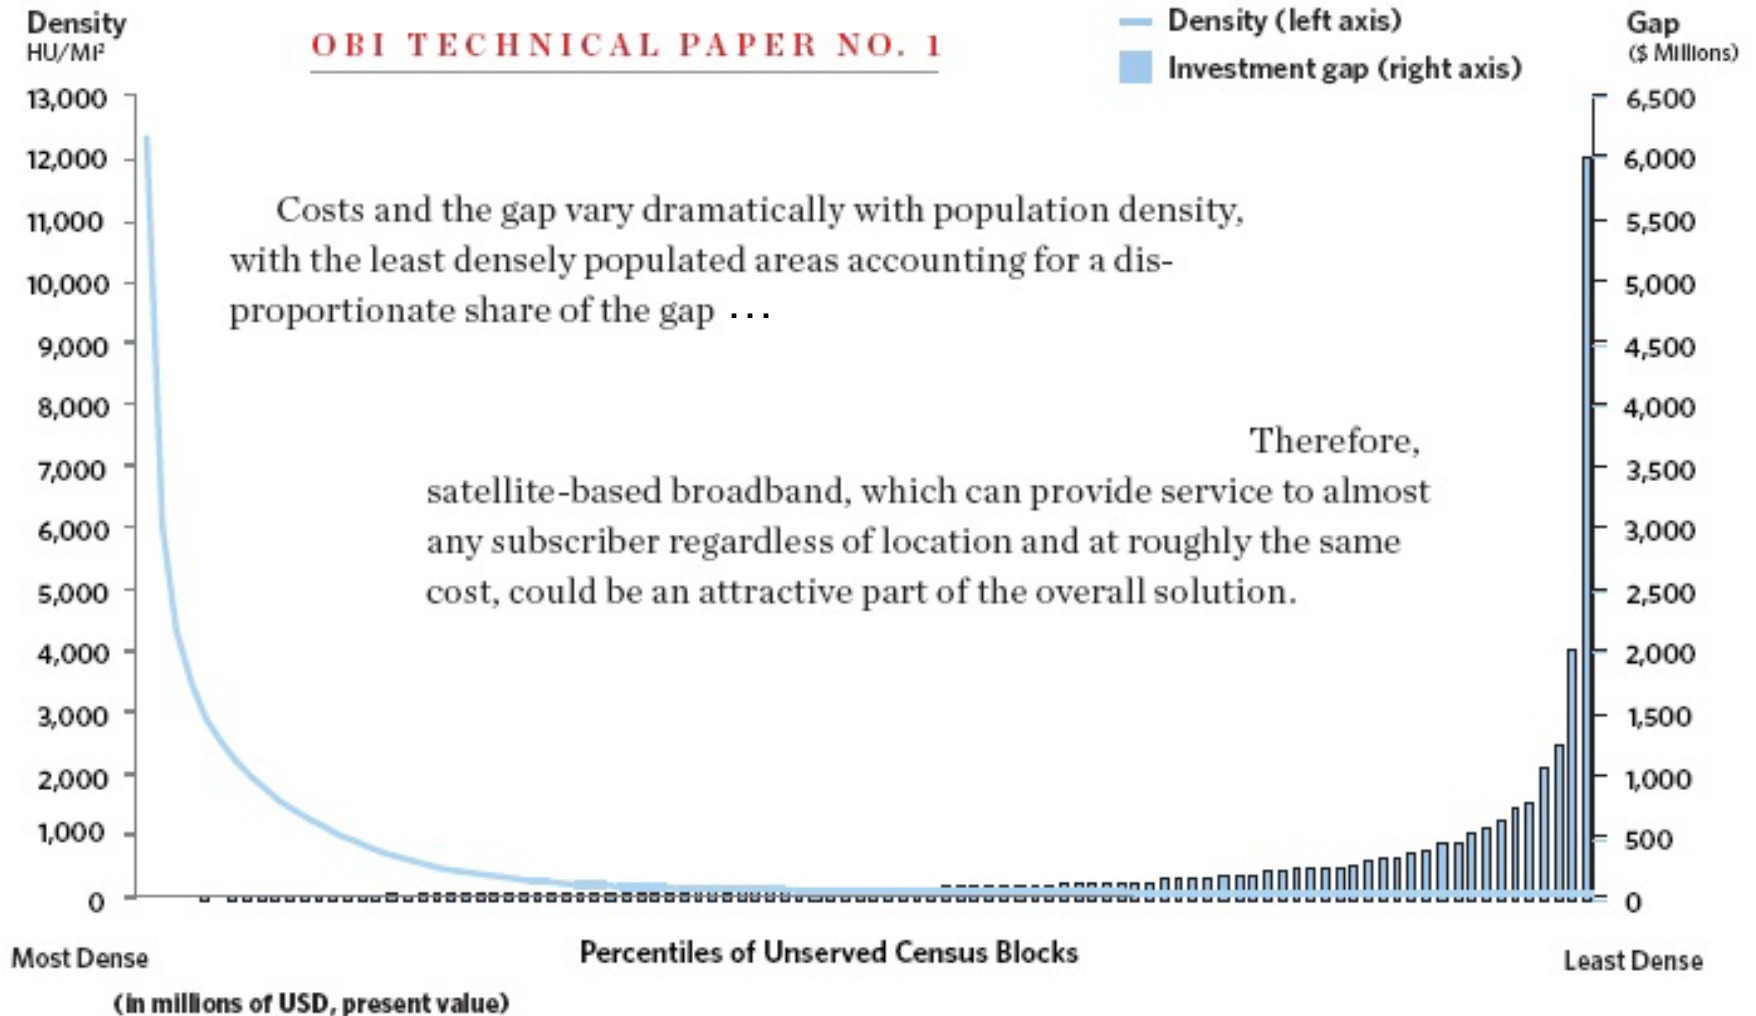 Density
HU/MI²
OBI TECHNICAL PAPER NO. 1
Density (left axis)
Investment gap (right axis)
Gap
($ Millions)
13,000
12,000
11,000
10,000
9,000
8,000
7,000
6,000
5,000
4,000
3,000
2,000
1,000
0
Costs and the gap vary dramatically with population density,
with the least densely populated areas accounting for a dis-
proportionate share of the gap ...
Therefore,
satellite-based broadband, which can provide service to almost
any subscriber regardless of location and at roughly the same
cost, could be an attractive part of the overall solution.
6,500
6,000
5,500
5,000
4,500
4,000
3,500
3,000
2,500
2,000
1,500
1,000
500
0
Most Dense
Percentiles of Unserved Census Blocks
Least Dense
(in millions of USD, present value)